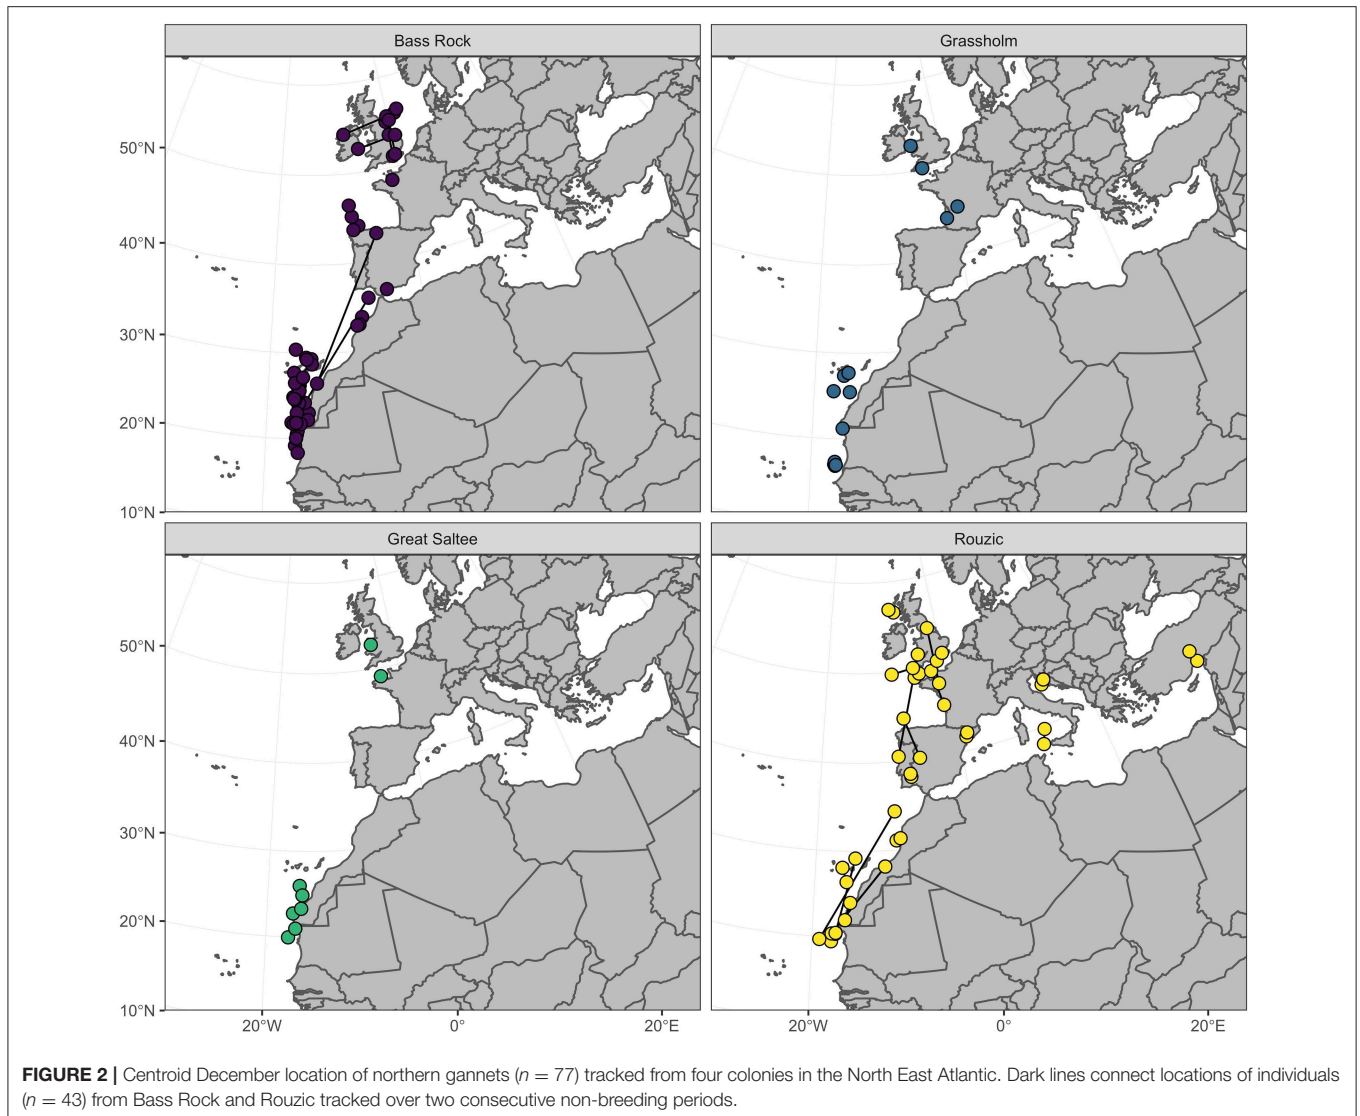 Bass Rock
Grassholm
50°N
40°N
30°N
20°N
10°N
Great Saltee
Rouzic
50°N
40°N
30°N
20°N
10°N
20°W 0° 20°E 20°W 0° 20°E
FIGURE 2 | Centroid December location of northern gannets (n = 77) tracked from four colonies in the North East Atlantic. Dark lines connect locations of individuals
(n = 43) from Bass Rock and Rouzic tracked over two consecutive non-breeding periods.